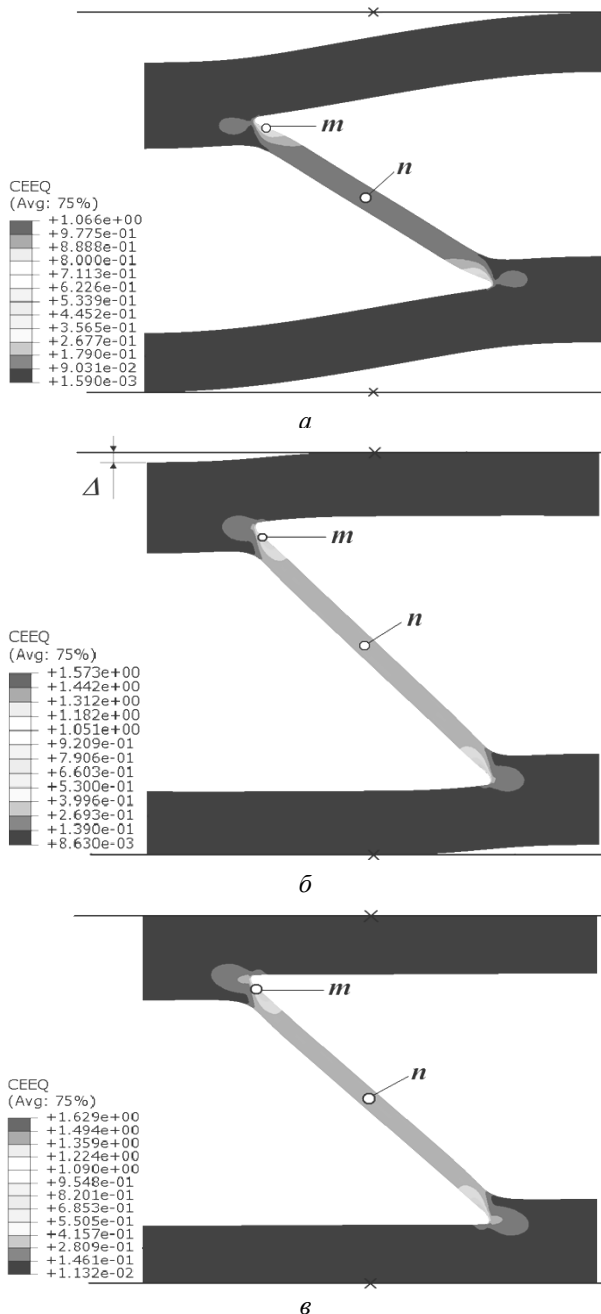 m
n
CEEQ
(Avg: 75%)
+1.066e+00
+9.775e-01
+8.888e-01
+8.000e-01
+7.113e-01
+6.226e-01
+5.339e-01
+4.452e-01
+3.565e-01
+2.677e-01
+1.790e-01
+9.031e-02
+1.590e-03
а
Δ
m
n
CEEQ
(Avg: 75%)
+1.573e+00
+1.442e+00
+1.312e+00
+1.182e+00
+1.051e+00
+9.209e-01
+7.906e-01
+6.603e-01
+5.300e-01
+3.996e-01
+2.693e-01
+1.390e-01
+8.630e-03
б
m
n
CEEQ
(Avg: 75%)
+1.629e+00
+1.494e+00
+1.359e+00
+1.224e+00
+1.090e+00
+9.548e-01
+8.201e-01
+6.853e-01
+5.505e-01
+4.157e-01
+2.809e-01
+1.461e-01
+1.132e-02
в